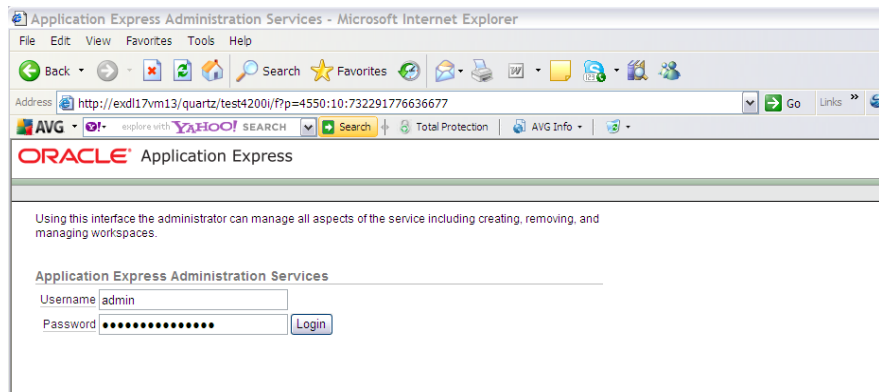 Application Express Administration Services - Microsoft Internet Explorer
File Edit View Favorites Tools Help
Back Search Favorites
Address http://exdl17vm13/quartz/test4200i/f?p=4550:10:732291776636677 Go Links »
AVG explore with YAHOO! SEARCH Search Total Protection AVG Info
ORACLE Application Express
Using this interface the administrator can manage all aspects of the service including creating, removing, and
managing workspaces.
Application Express Administration Services
Username admin
Password ●●●●●●●●●●●●●●● Login